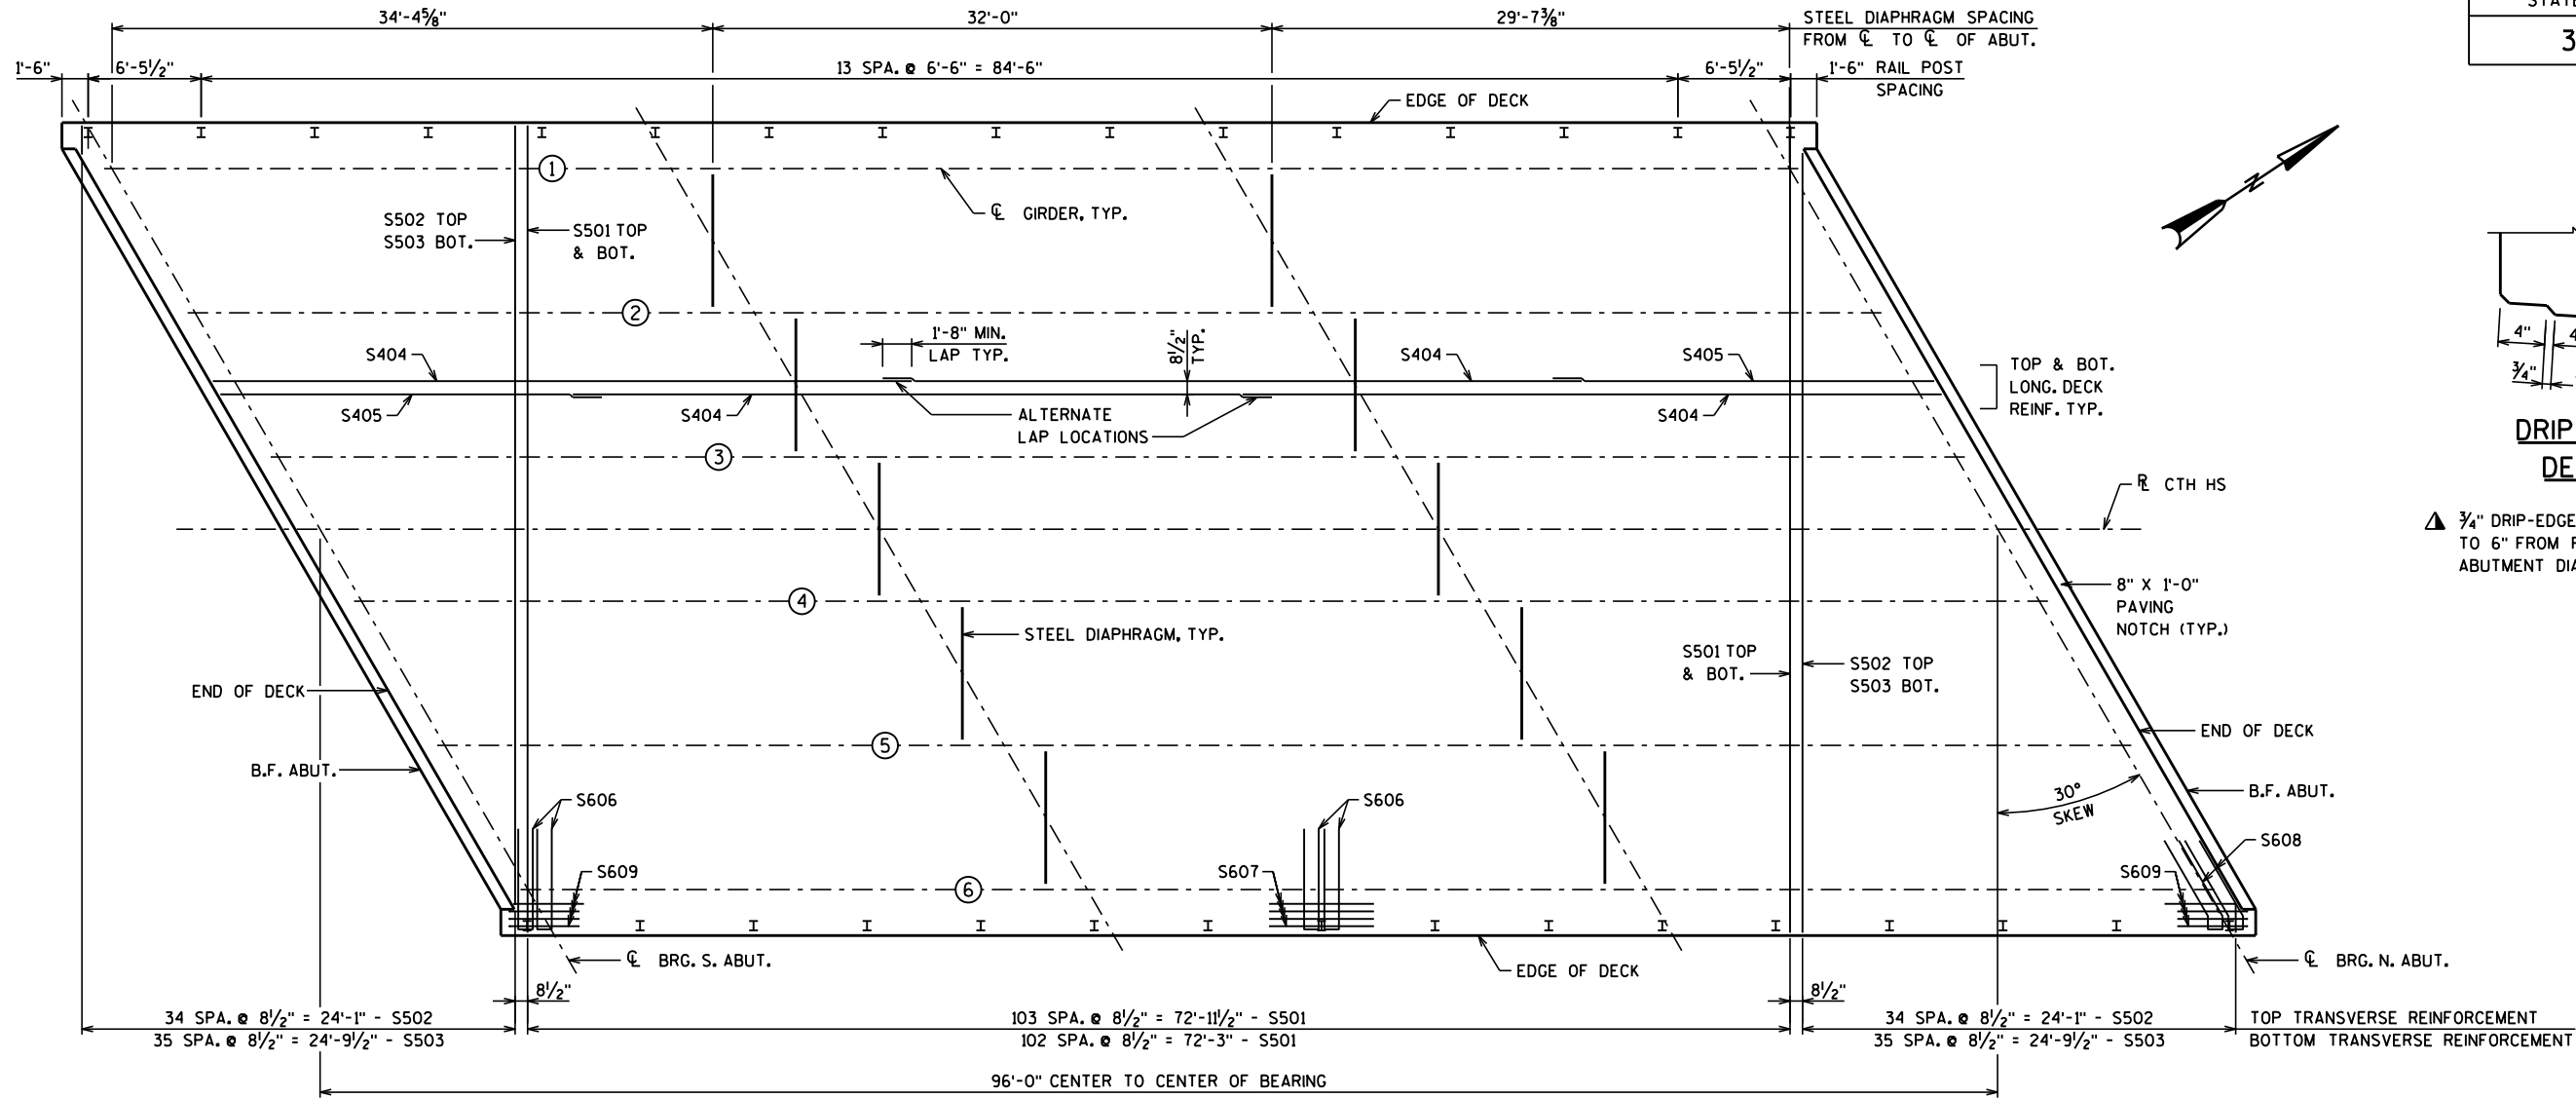 34'-4⅝"
32'-0"
29'-7⅜"
STEEL DIAPHRAGM SPACING
FROM ℄ TO ℄ OF ABUT.
1'-6"
6'-5½"
13 SPA. @ 6'-6" = 84'-6"
6'-5½"
1'-6" RAIL POST
SPACING
3
EDGE OF DECK
1
S502 TOP
S503 BOT.
S501 TOP
& BOT.
℄ GIRDER, TYP.
N
2
1'-8" MIN.
LAP TYP.
8½"
TYP.
S404
S404
S405
S405
S404
ALTERNATE
LAP LOCATIONS
S404
TOP & BOT.
LONG. DECK
REINF. TYP.
4"
¾"
DRIP
DE
3
R/L CTH HS
¾" DRIP-EDGE
TO 6" FROM
ABUTMENT
8" X 1'-0"
PAVING
NOTCH (TYP.)
4
STEEL DIAPHRAGM, TYP.
S501 TOP
& BOT.
S502 TOP
S503 BOT.
END OF DECK
END OF DECK
5
B.F. ABUT.
30°
SKEW
B.F. ABUT.
S606
S606
S608
S609
S607
S609
6
℄ BRG. S. ABUT.
EDGE OF DECK
℄ BRG. N. ABUT.
8½"
8½"
34 SPA. @ 8½" = 24'-1" - S502
35 SPA. @ 8½" = 24'-9½" - S503
103 SPA. @ 8½" = 72'-11½" - S501
102 SPA. @ 8½" = 72'-3" - S501
34 SPA. @ 8½" = 24'-1" - S502
35 SPA. @ 8½" = 24'-9½" - S503
TOP TRANSVERSE REINFORCEMENT
BOTTOM TRANSVERSE REINFORCEMENT
96'-0" CENTER TO CENTER OF BEARING